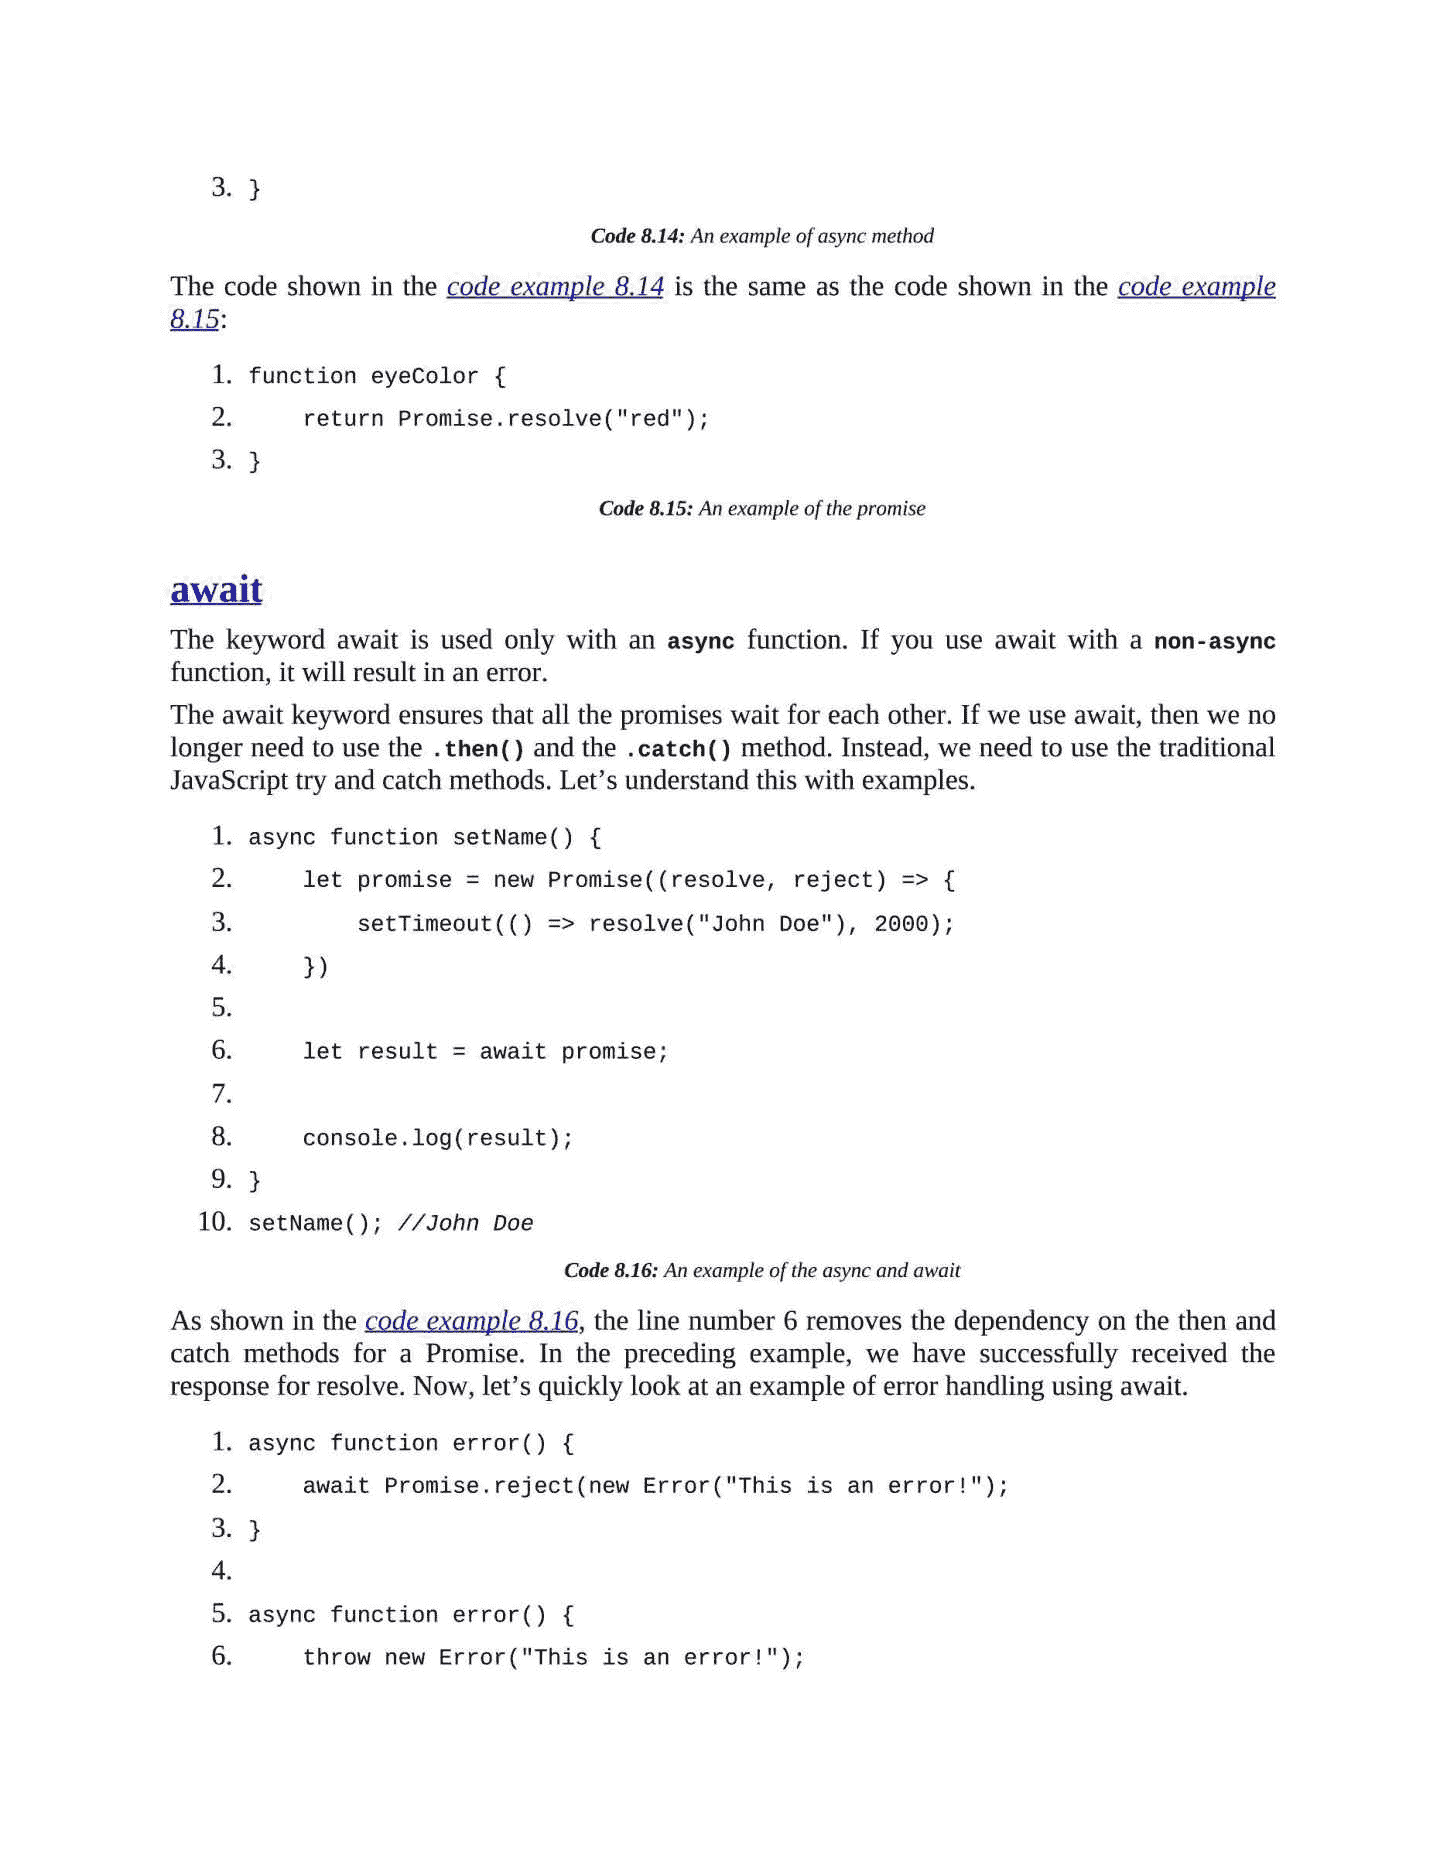 3. }
Code 8.14: An example of async method
The code shown in the code example 8.14 is the same as the code shown in the code example
8.15:
1. function eyeColor {
2.     return Promise.resolve("red");
3. }
Code 8.15: An example of the promise
await
The keyword await is used only with an async function. If you use await with a non-async
function, it will result in an error.
The await keyword ensures that all the promises wait for each other. If we use await, then we no
longer need to use the .then() and the .catch() method. Instead, we need to use the traditional
JavaScript try and catch methods. Let’s understand this with examples.
1. async function setName() {
2.     let promise = new Promise((resolve, reject) => {
3.         setTimeout(() => resolve("John Doe"), 2000);
4.     })
5.
6.     let result = await promise;
7.
8.     console.log(result);
9. }
10. setName(); //John Doe
Code 8.16: An example of the async and await
As shown in the code example 8.16, the line number 6 removes the dependency on the then and
catch methods for a Promise. In the preceding example, we have successfully received the
response for resolve. Now, let’s quickly look at an example of error handling using await.
1. async function error() {
2.     await Promise.reject(new Error("This is an error!");
3. }
4.
5. async function error() {
6.     throw new Error("This is an error!");